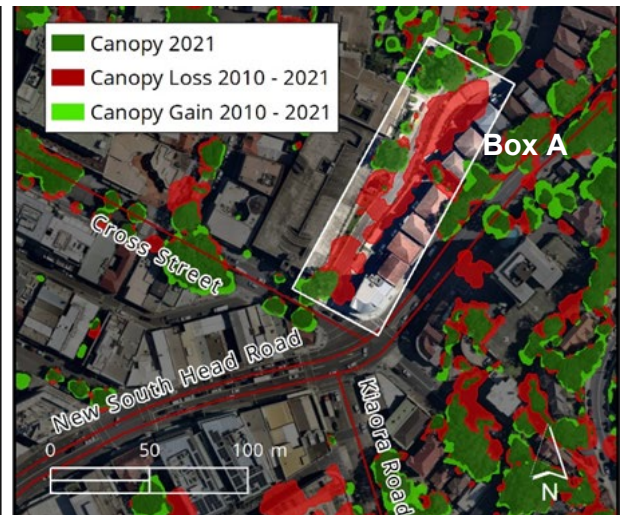 Canopy 2021
Canopy Loss 2010 - 2021
Canopy Gain 2010 - 2021
Box A
Cross Street
New South Head Road
Kiaora Road
0 50 100 m
N